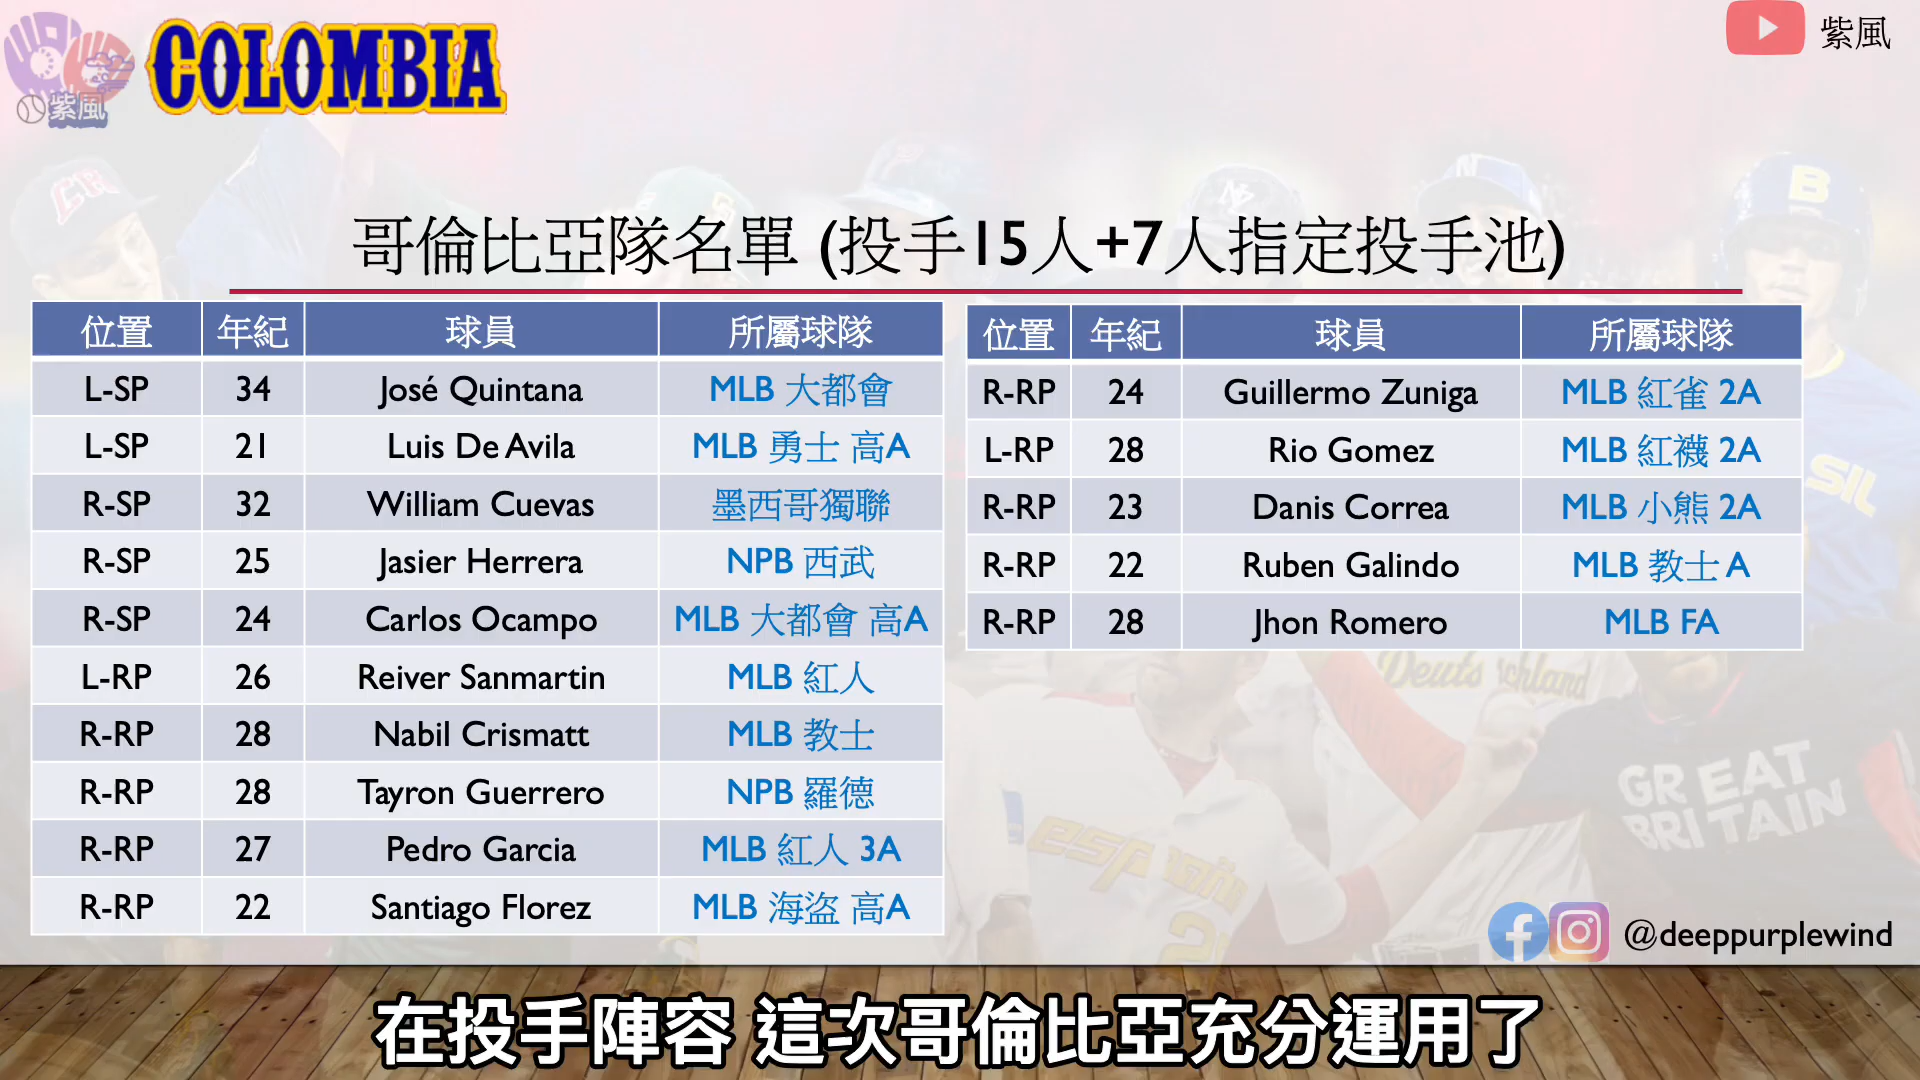 COLOMBIA
紫風
紫風
哥倫比亞隊名單 (投手15人+7人指定投手池)
位置 年紀 球員 所屬球隊
L-SP 34 José Quintana MLB 大都會
L-SP 21 Luis De Avila MLB 勇士 高A
R-SP 32 William Cuevas 墨西哥獨聯
R-SP 25 Jasier Herrera NPB 西武
R-SP 24 Carlos Ocampo MLB 大都會 高A
L-RP 26 Reiver Sanmartin MLB 紅人
R-RP 28 Nabil Crismatt MLB 教士
R-RP 28 Tayron Guerrero NPB 羅德
R-RP 27 Pedro Garcia MLB 紅人 3A
R-RP 22 Santiago Florez MLB 海盜 高A
位置 年紀 球員 所屬球隊
R-RP 24 Guillermo Zuniga MLB 紅雀 2A
L-RP 28 Rio Gomez MLB 紅襪 2A
R-RP 23 Danis Correa MLB 小熊 2A
R-RP 22 Ruben Galindo MLB 教士 A
R-RP 28 Jhon Romero MLB FA
B
SIL
Deutschland
GREAT
BRITAIN
@deeppurplewind
在投手陣容 這次哥倫比亞充分運用了